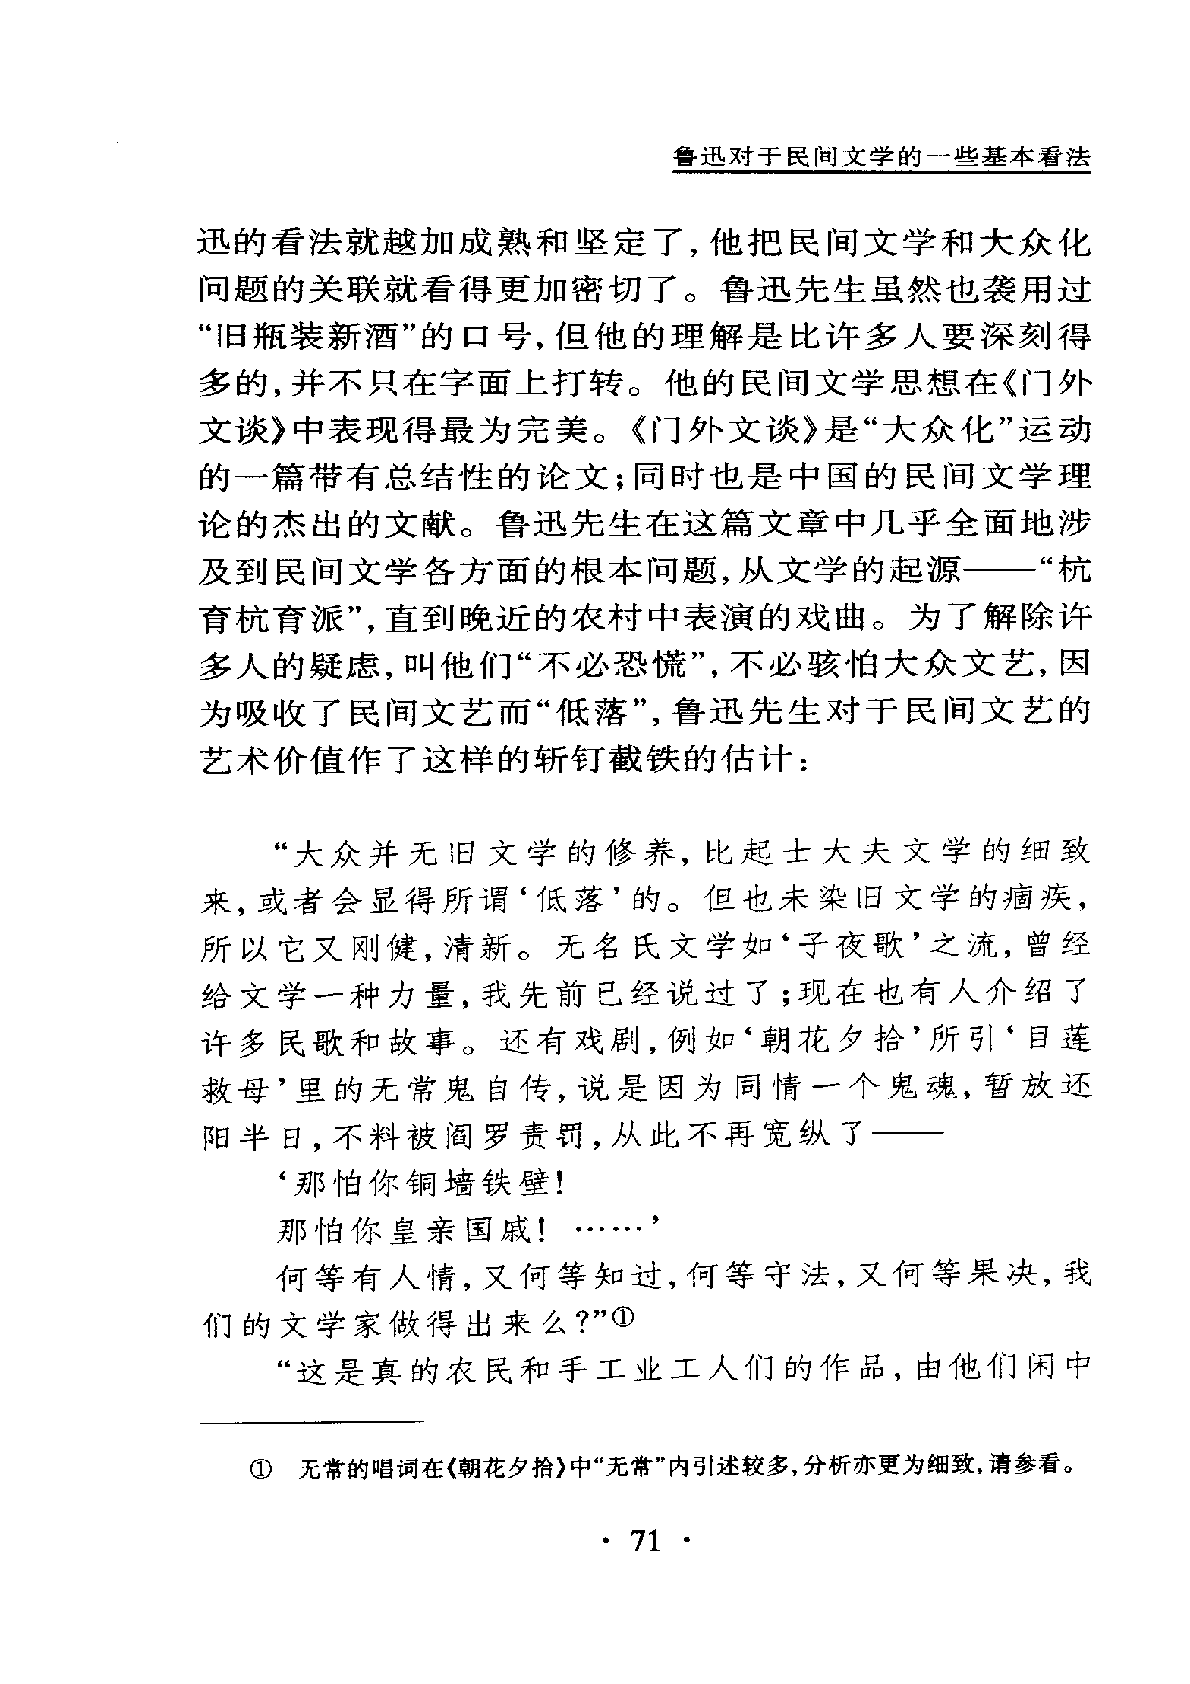 鲁迅对于民间文学的一些基本看法
迅的看法就越加成熟和坚定了,他把民间文学和大众化
问题的关联就看得更加密切了。鲁迅先生虽然也袭用过
“旧瓶装新酒”的口号,但他的理解是比许多人要深刻得
多的,并不只在字面上打转。他的民间文学思想在《门外
文谈》中表现得最为完美。《门外文谈》是“大众化”运动
的一篇带有总结性的论文;同时也是中国的民间文学理
论的杰出的文献。鲁迅先生在这篇文章中几乎全面地涉
及到民间文学各方面的根本问题,从文学的起源——“杭
育杭育派”,直到晚近的农村中表演的戏曲。为了解除许
多人的疑虑,叫他们“不必恐慌”,不必骇怕大众文艺,因
为吸收了民间文艺而“低落”,鲁迅先生对于民间文艺的
艺术价值作了这样的斩钉截铁的估计:
“大众并无旧文学的修养,比起士大夫文学的细致
来,或者会显得所谓‘低落’的。但也未染旧文学的痼疾,
所以它又刚健,清新。无名氏文学如‘子夜歌’之流,曾经
给文学一种力量,我先前已经说过了;现在也有人介绍了
许多民歌和故事。还有戏剧,例如‘朝花夕拾’所引‘目莲
救母’里的无常鬼自传,说是因为同情一个鬼魂,暂放还
阳半日,不料被阎罗责罚,从此不再宽纵了——
‘那怕你铜墙铁壁!
那怕你皇亲国戚!……’
何等有人情,又何等知过,何等守法,又何等果决,我
们的文学家做得出来么?”①
“这是真的农民和手工业工人们的作品,由他们闲中
① 无常的唱词在《朝花夕拾》中“无常”内引述较多,分析亦更为细致,请参看。
· 71 ·